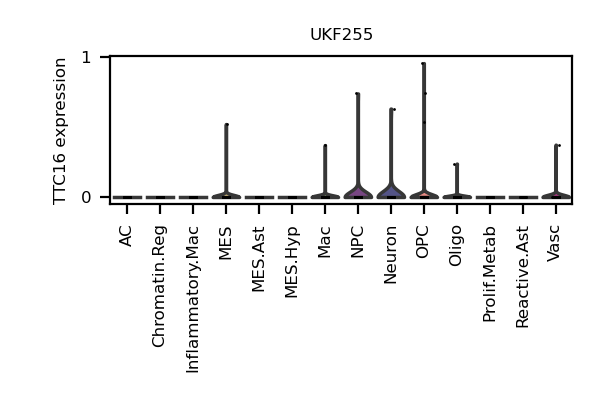 UKF255
TTC16 expression
1
0
AC
Chromatin.Reg
Inflammatory.Mac
MES
MES.Ast
MES.Hyp
Mac
NPC
Neuron
OPC
Oligo
Prolif.Metab
Reactive.Ast
Vasc